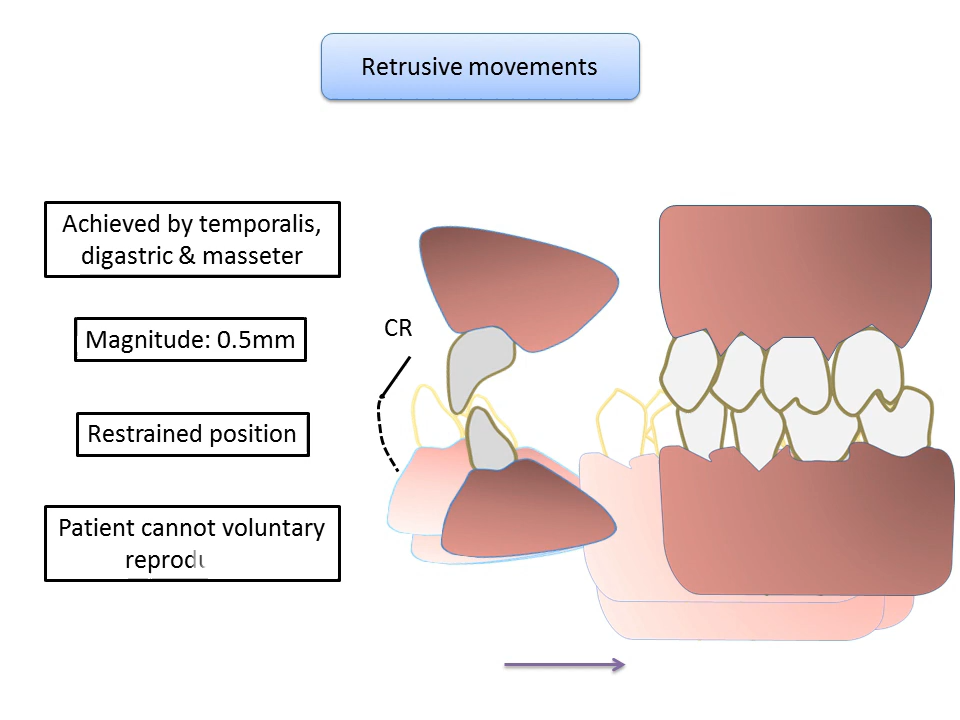 Retrusive movements
Achieved by temporalis,
digastric & masseter
Magnitude: 0.5mm
CR
Restrained position
Patient cannot voluntary